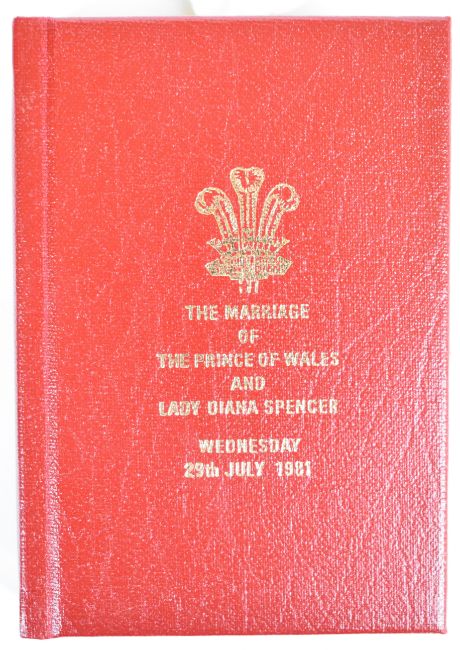 THE MARRIAGE
OF
THE PRINCE OF WALES
AND
LADY DIANA SPENCER
WEDNESDAY
29th JULY 1981